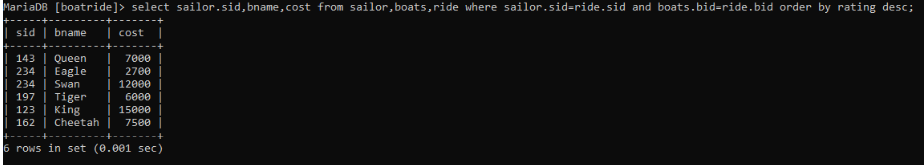 MariaDB [boatride]> select sailor.sid,bname,cost from sailor,boats,ride where sailor.sid=ride.sid and boats.bid=ride.bid order by rating desc;
+-----+---------+-------+
| sid | bname   | cost  |
+-----+---------+-------+
| 143 | Queen   |  7000 |
| 234 | Eagle   |  2700 |
| 234 | Swan    | 12000 |
| 197 | Tiger   |  6000 |
| 123 | King    | 15000 |
| 162 | Cheetah |  7500 |
+-----+---------+-------+
6 rows in set (0.001 sec)